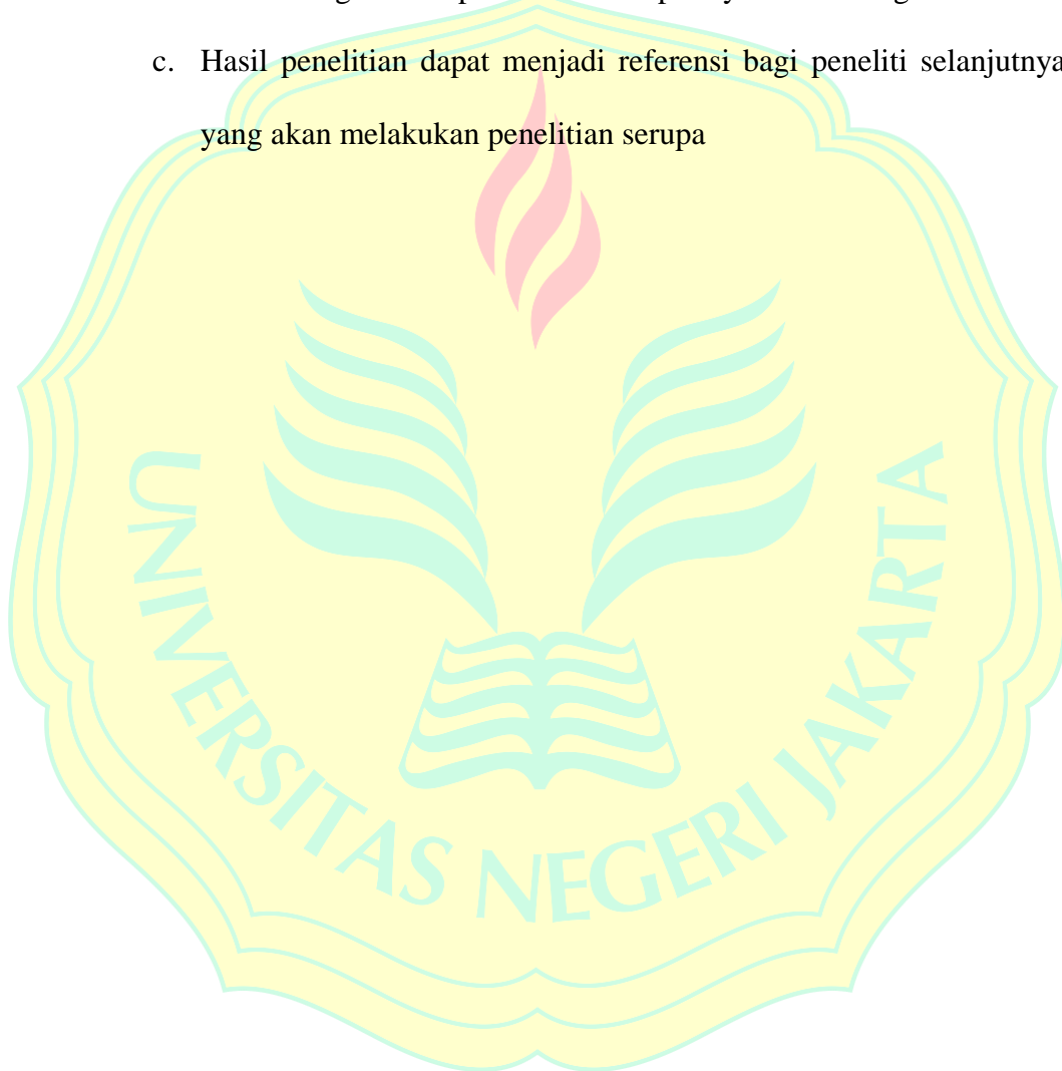 c. Hasil penelitian dapat menjadi referensi bagi peneliti selanjutnya
yang akan melakukan penelitian serupa
UNIVERSITAS NEGERI JAKARTA